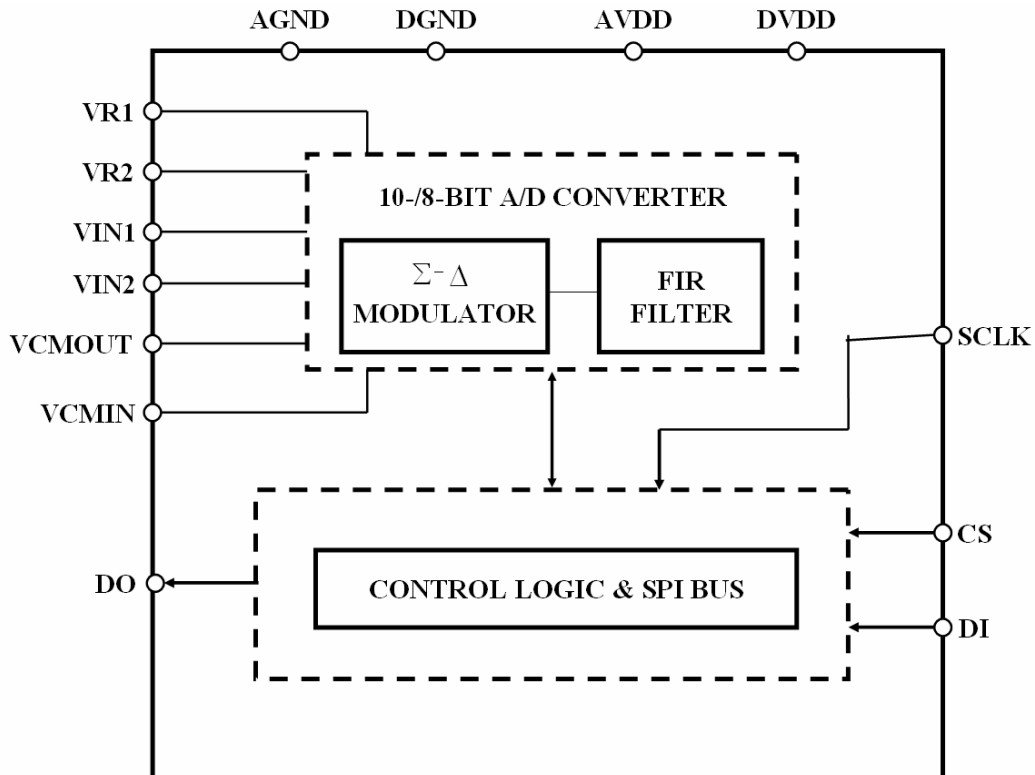 AGND DGND AVDD DVDD
VR1
VR2
10-/8-BIT A/D CONVERTER
VIN1
VIN2
Σ-Δ
MODULATOR
FIR
FILTER
VCMOUT
SCLK
VCMIN
CS
DO
CONTROL LOGIC & SPI BUS
DI